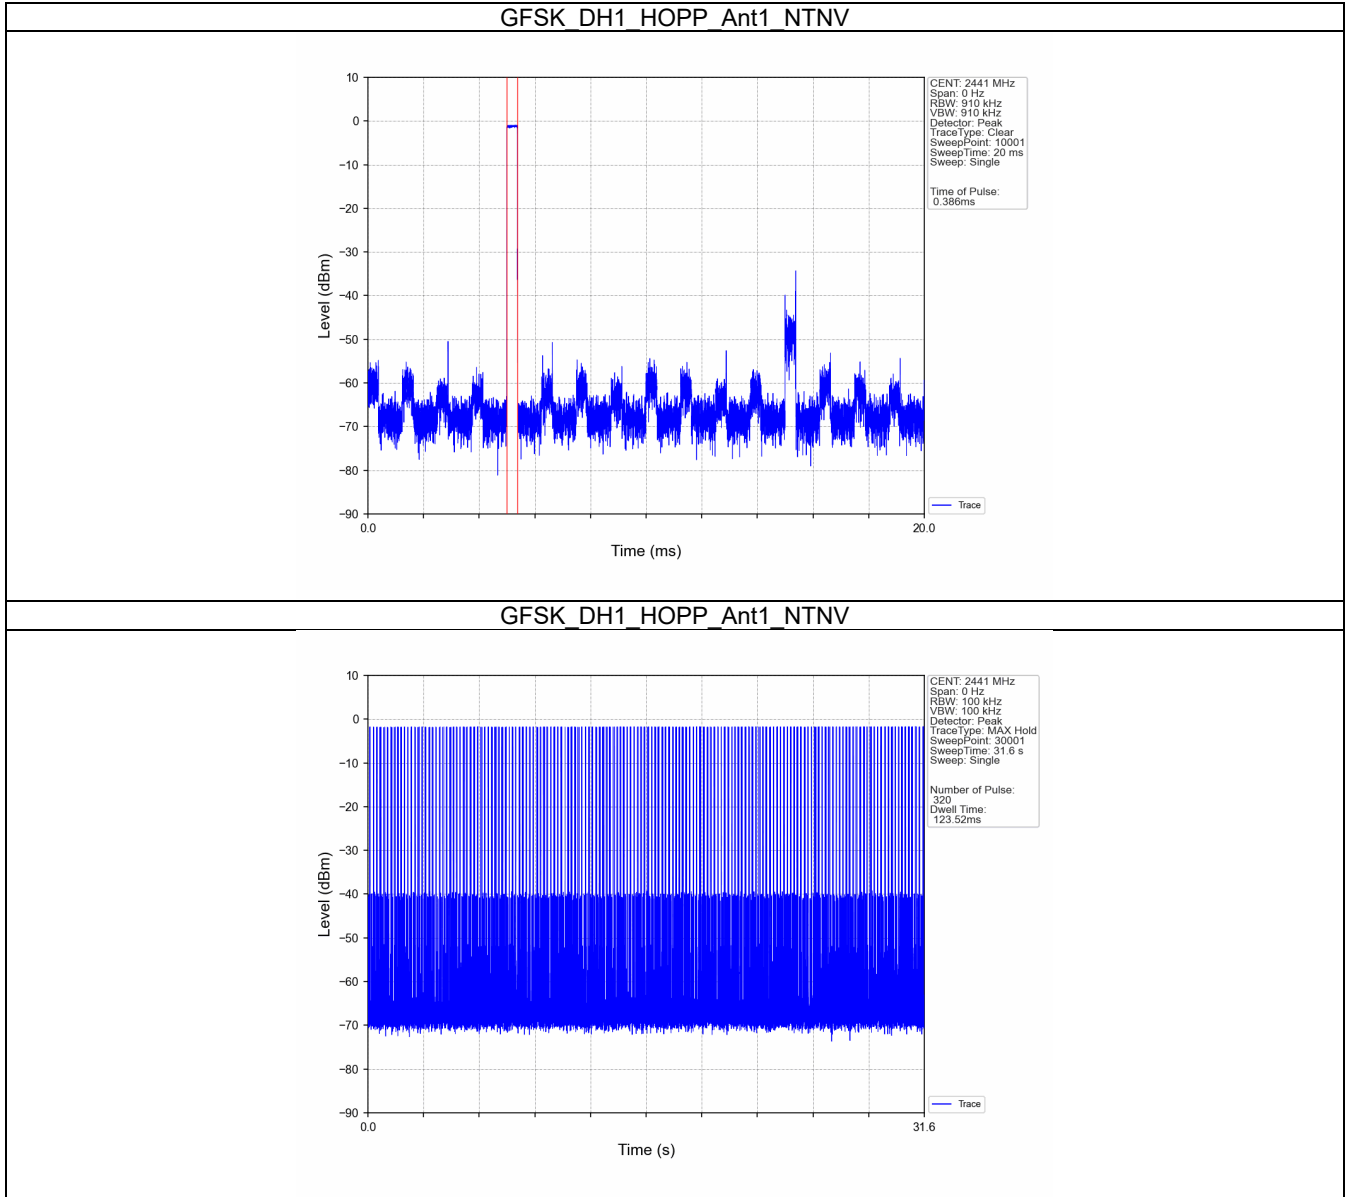 GFSK_DH1_HOPP_Ant1_NTNV
10
0
−10
−20
−30
−40
−50
−60
−70
−80
−90
Level (dBm)
0.0
20.0
Time (ms)
CENT: 2441 MHz
Span: 0 Hz
RBW: 910 kHz
VBW: 910 kHz
Detector: Peak
TraceType: Clear
SweepPoint: 10001
SweepTime: 20 ms
Sweep: Single
Time of Pulse:
0.386ms
Trace
GFSK_DH1_HOPP_Ant1_NTNV
10
0
−10
−20
−30
−40
−50
−60
−70
−80
−90
Level (dBm)
0.0
31.6
Time (s)
CENT: 2441 MHz
Span: 0 Hz
RBW: 100 kHz
VBW: 100 kHz
Detector: Peak
TraceType: MAX Hold
SweepPoint: 30001
SweepTime: 31.6 s
Sweep: Single
Number of Pulse:
320
Dwell Time:
123.52ms
Trace